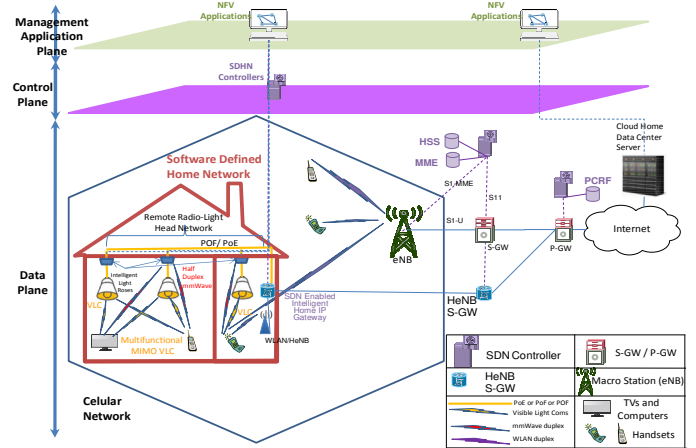 NFV
Applications
NFV
Applications
Management
Application
Plane
SDHN
Controllers
Control
Plane
Cloud Home
Data Center
Server
HSS
MME
PCRF
Software Defined
Home Network
S1-MME
S11
Remote Radio-Light
Head Network
S1-U
Internet
POF/ PoE
S-GW
P-GW
eNB
Data
Plane
Intelligent
Light
Roses
Half
Duplex
mmWave
VLC
VLC
SDN Enabled
Intelligent
Home IP
Gateway
HeNB
S-GW
Multifunctional
MIMO VLC
WLAN/HeNB
SDN Controller
S-GW / P-GW
HeNB
S-GW
Macro Station (eNB)
Celular
Network
PoE or PoF or POF
Visible Light Coms
mmWave duplex
WLAN duplex
TVs and
Computers
Handsets